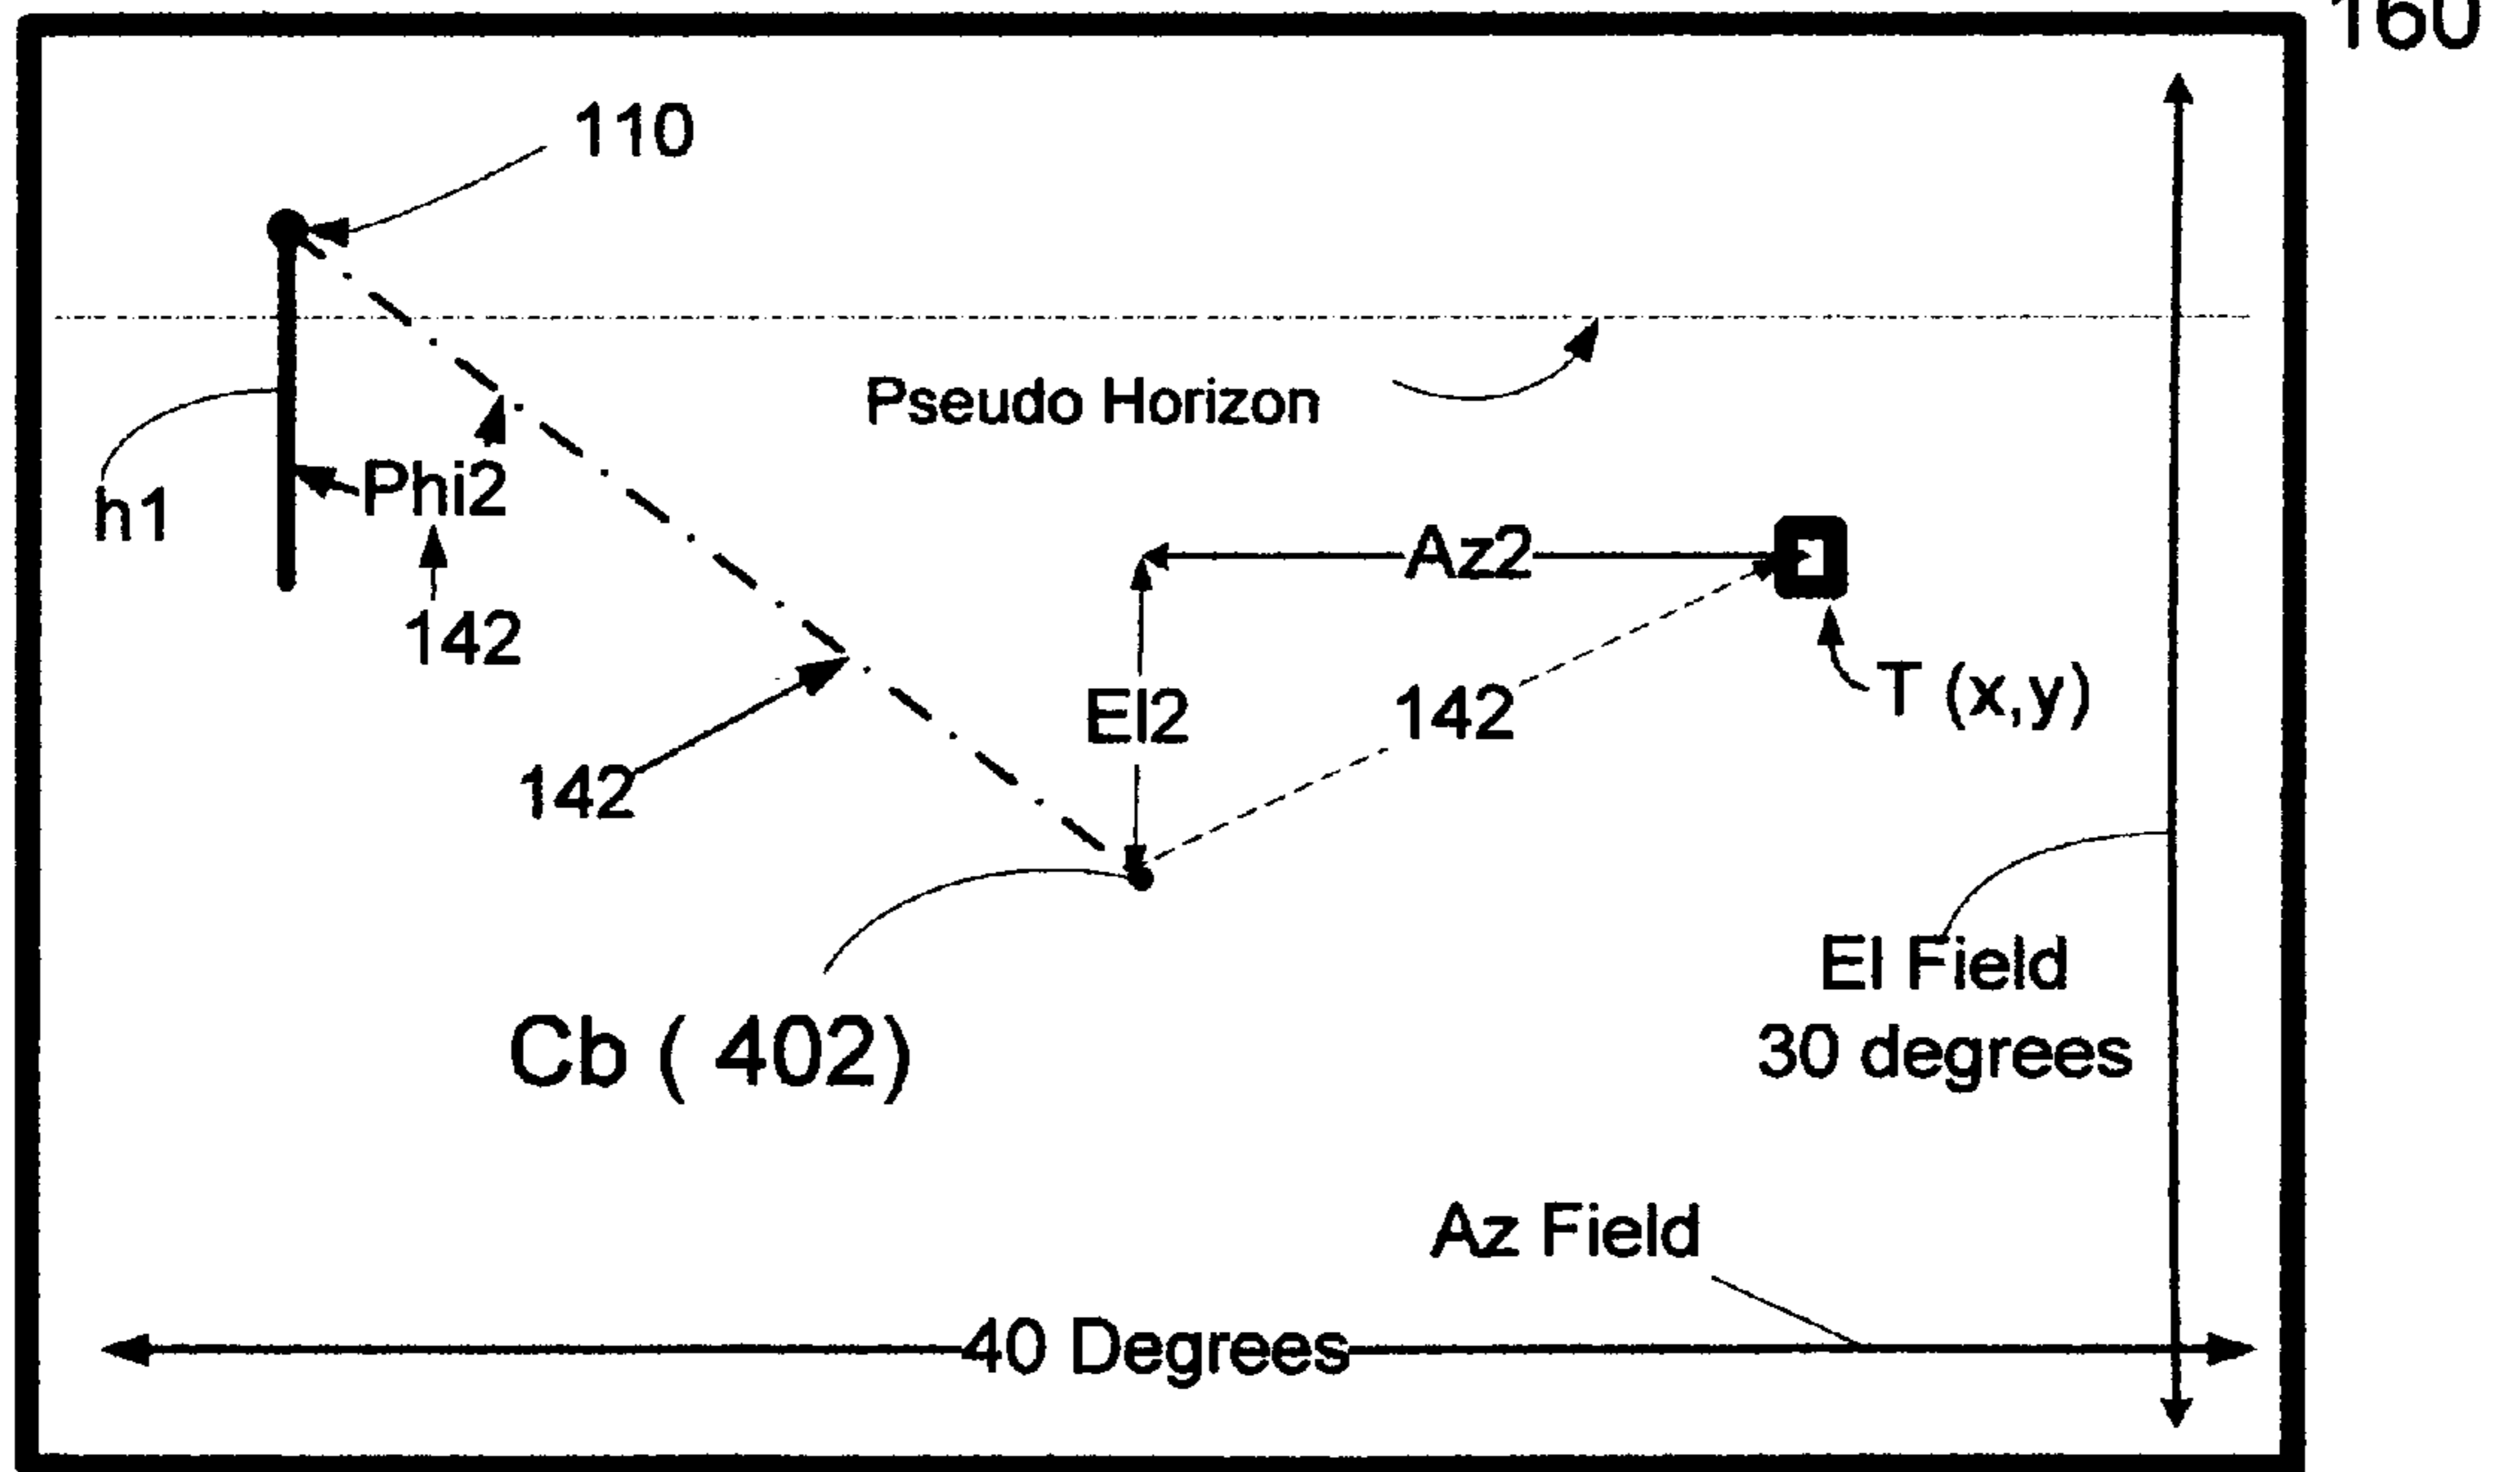 160
110
Pseudo Horizon
Phi2
h1
Az2
142
T (x,y)
El2
142
142
El Field
30 degrees
Cb ( 402)
Az Field
40 Degrees